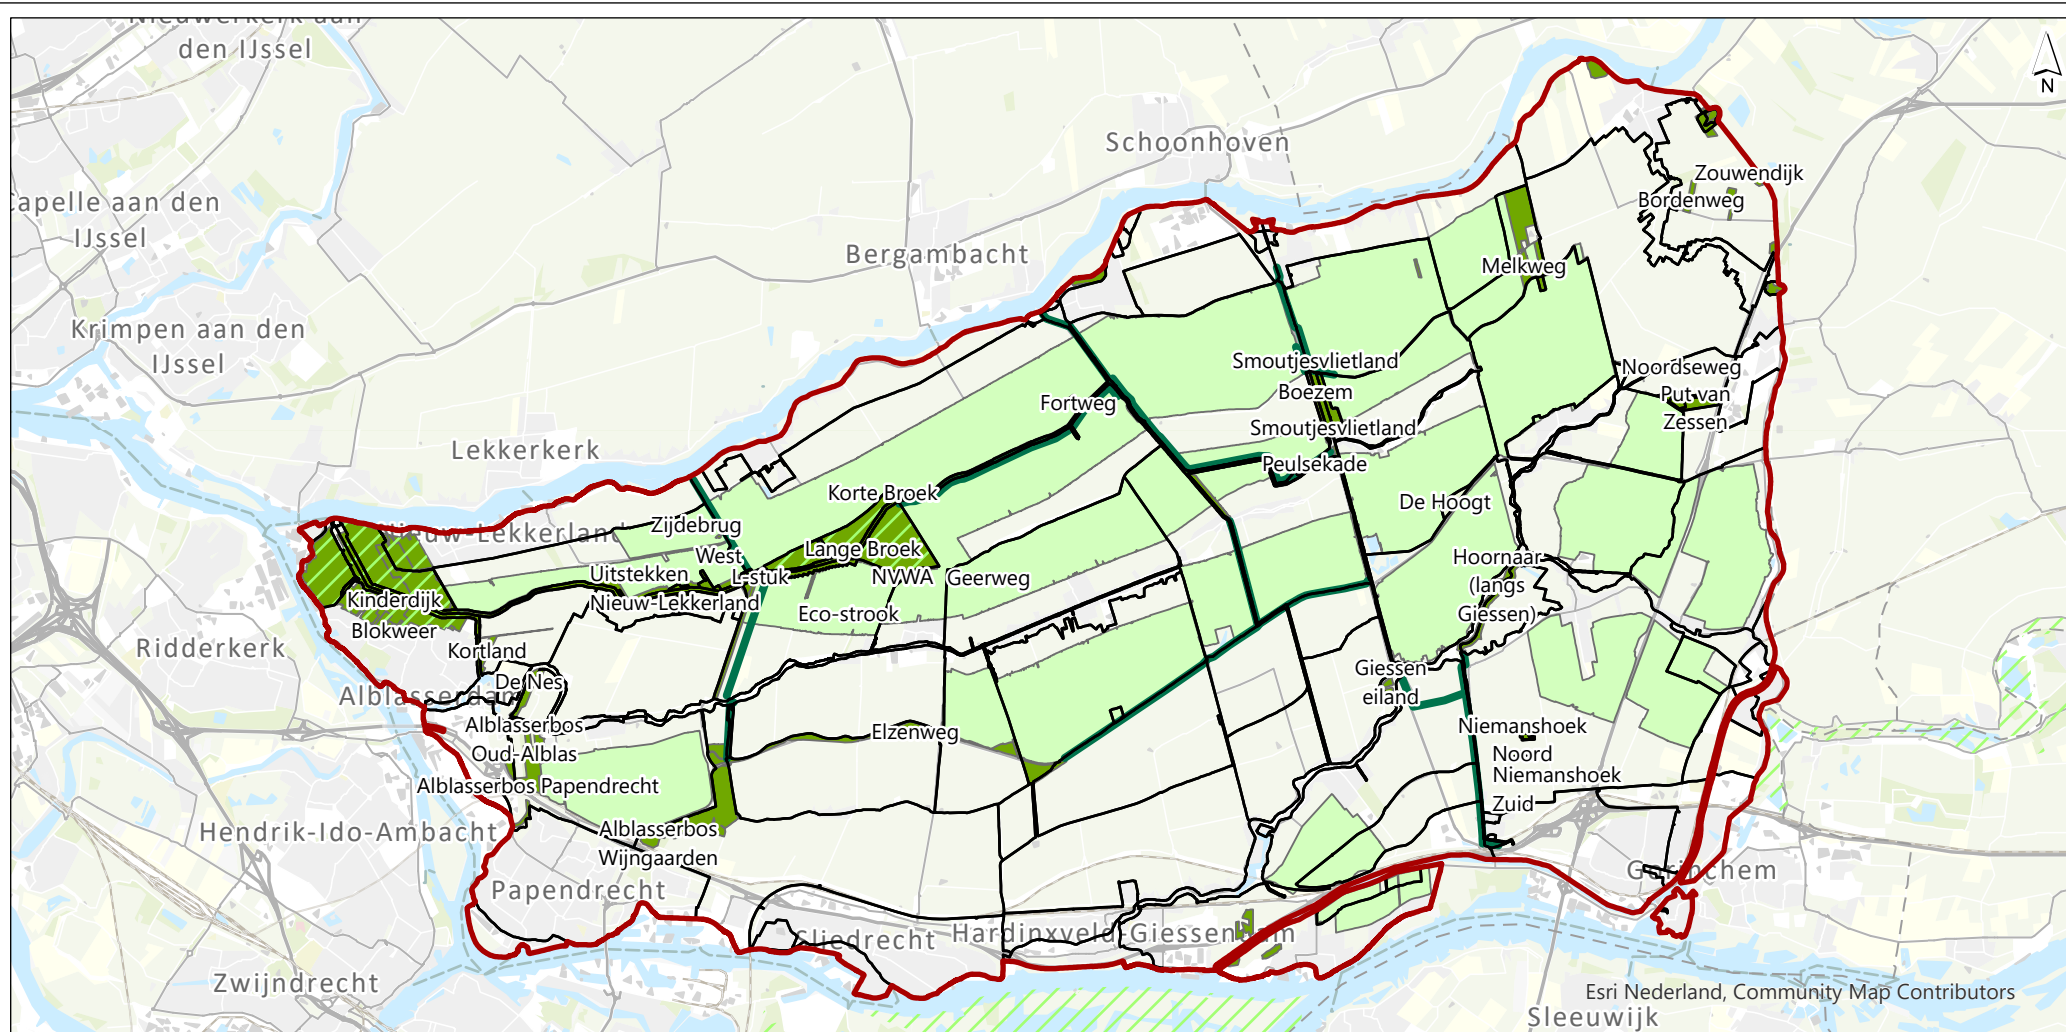 Nieuwerkerk aan
den IJssel
N
Schoonhoven
Capelle aan den
IJssel
Zouwendijk
Bordenweg
Bergambacht
Melkweg
Krimpen aan den
IJssel
Smoutjesvlietland
Boezem
Smoutjesvlietland
Noordseweg
Put van
Zessen
Fortweg
Lekkerkerk
Peulsekade
Korte Broek
De Hoogt
Nieuw-Lekkerland
Zijdebrug
West
Lange Broek
Hoornaar
(langs
Giessen)
Uitstekken
L-stuk
NVWA
Geerweg
Kinderdijk
Nieuw-Lekkerland
Eco-strook
Blokweer
Ridderkerk
Kortland
Giessen
eiland
De Nes
Alblasserdam
Alblasserbos
Oud-Alblas
Elzenweg
Niemanshoek
Noord
Niemanshoek
Zuid
Alblasserbos Papendrecht
Hendrik-Ido-Ambacht
Alblasserbos
Wijngaarden
Gorinchem
Papendrecht
Sliedrecht
Hardinxveld-Giessendam
Zwijndrecht
Esri Nederland, Community Map Contributors
Sleeuwijk